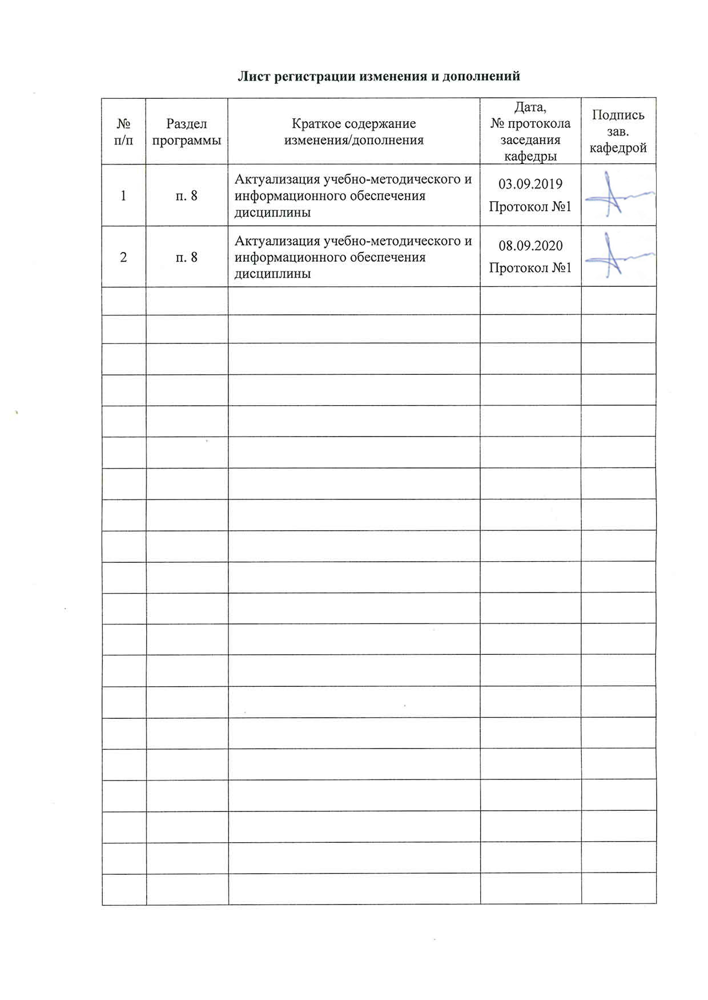 Лист регистрации изменения и дополнений
№
п/п
Раздел
программы
Краткое содержание
изменения/дополнения
Дата,
№ протокола
заседания
кафедры
Подпись
зав.
кафедрой
1
п. 8
Актуализация учебно-методического и
информационного обеспечения
дисциплины
03.09.2019
Протокол №1
2
п. 8
Актуализация учебно-методического и
информационного обеспечения
дисциплины
08.09.2020
Протокол №1